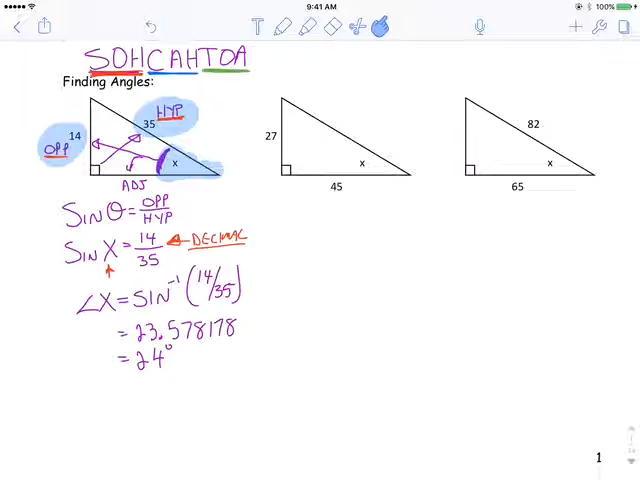 9:41 AM
100%
T
SOHCAHTOA
Finding Angles:
HYP
35
14
OPP
x
ADJ
27
x
45
82
x
65
SIN θ = OPP/HYP
SIN X = 14/35 ← DECIMAL
∠X = SIN⁻¹ (14/35)
= 23.578178
= 24°
1